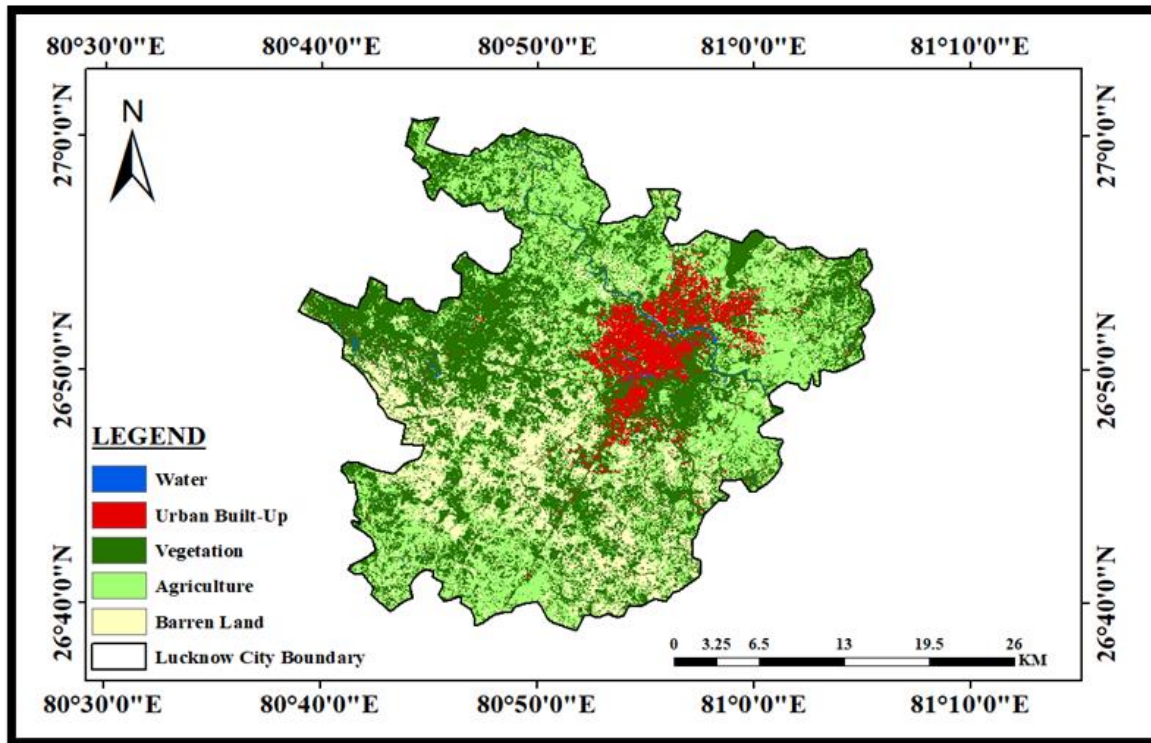 80°30'0"E 80°40'0"E 80°50'0"E 81°0'0"E 81°10'0"E
27°0'0"N
27°0'0"N
N
26°50'0"N
26°50'0"N
LEGEND
Water
Urban Built-Up
Vegetation
Agriculture
Barren Land
Lucknow City Boundary
26°40'0"N
26°40'0"N
0 3.25 6.5 13 19.5 26
KM
80°30'0"E 80°40'0"E 80°50'0"E 81°0'0"E 81°10'0"E